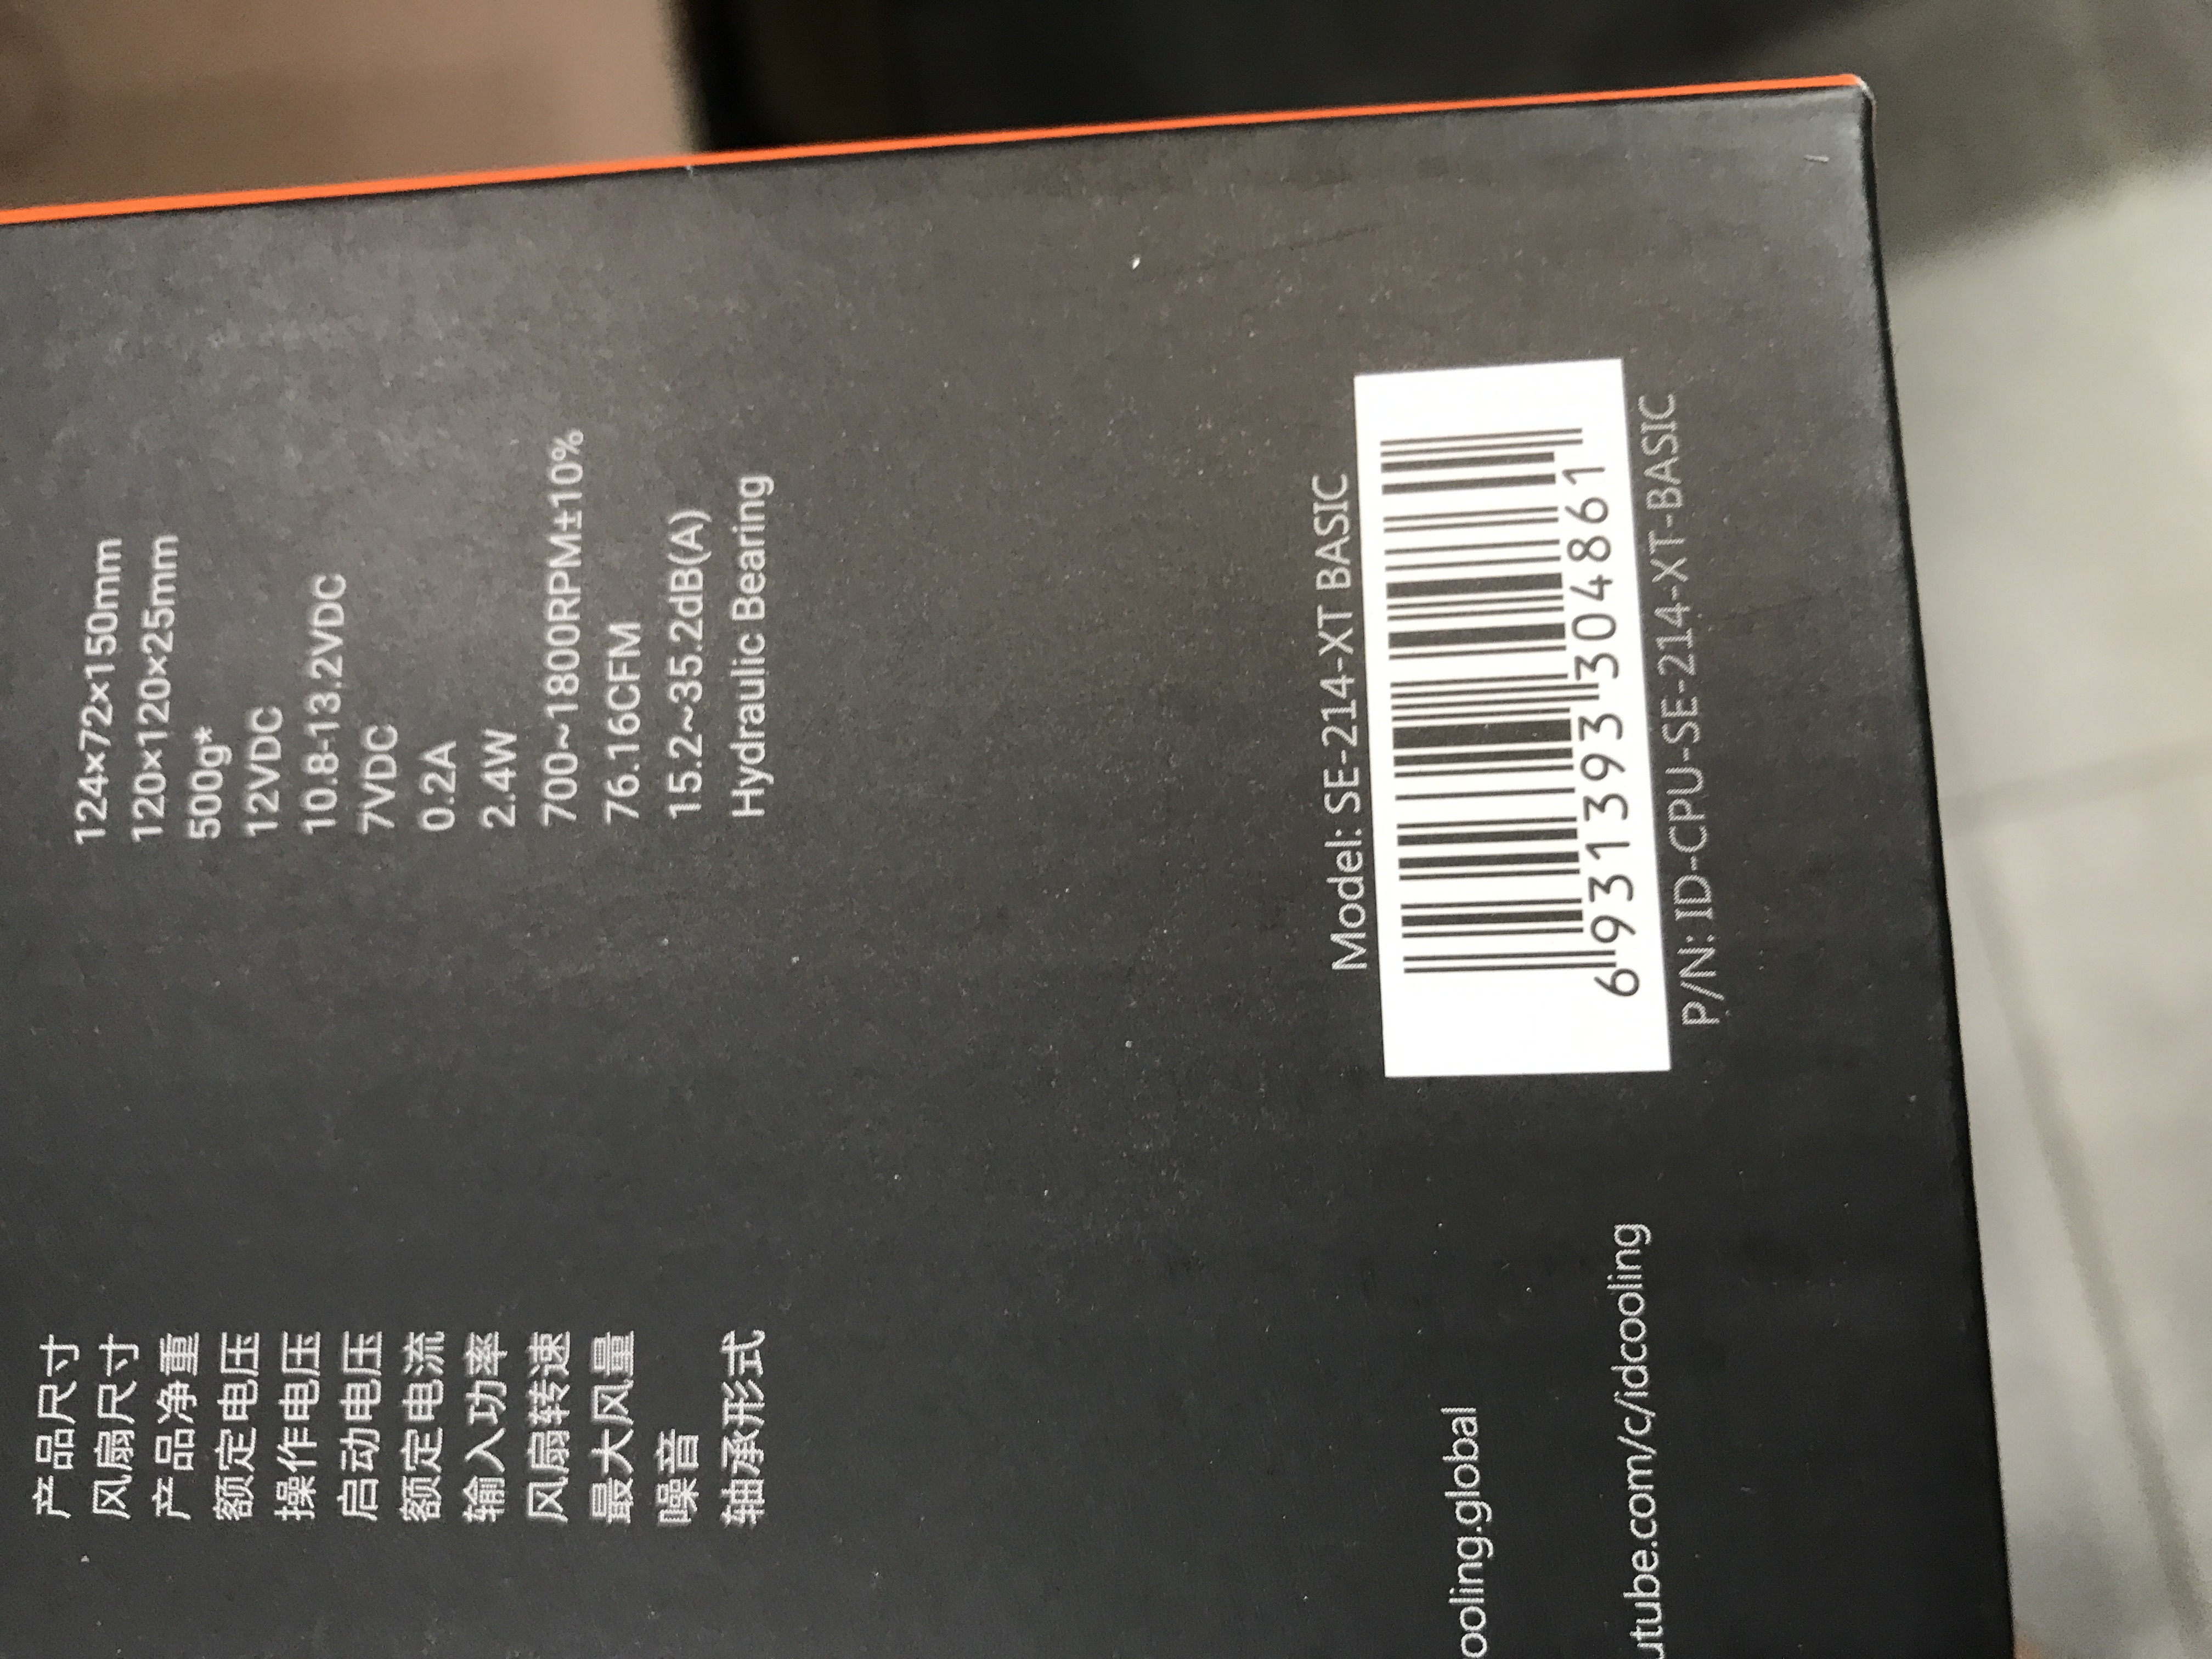 产品尺寸 124×72×150mm
风扇尺寸 120×120×25mm
产品净重 500g*
额定电压 12VDC
操作电压 10.8-13.2VDC
启动电压 7VDC
额定电流 0.2A
输入功率 2.4W
风扇转速 700~1800RPM±10%
最大风量 76.16CFM
噪音 15.2~35.2dB(A)
轴承形式 Hydraulic Bearing
Model: SE-214-XT BASIC
6 931393 304861
P/N: ID-CPU-SE-214-XT-BASIC
ooling.global
utube.com/c/idcooling